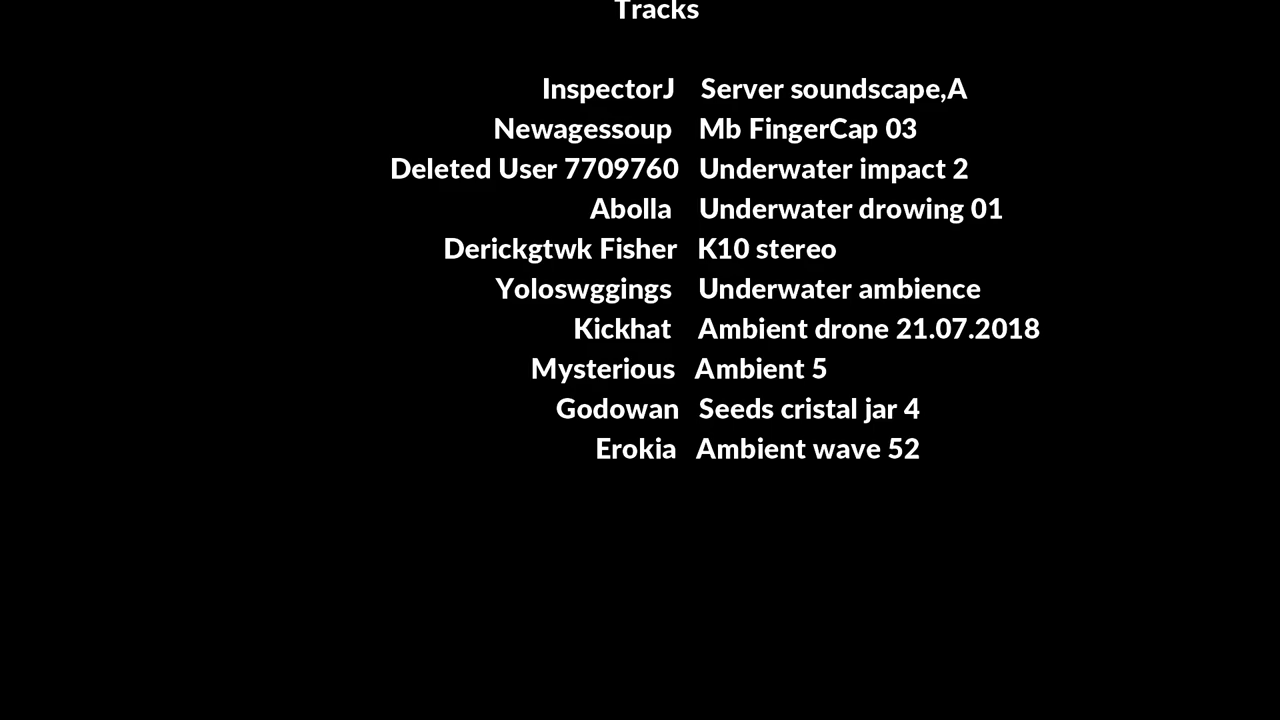 Tracks
InspectorJ Server soundscape,A
Newagessoup Mb FingerCap 03
Deleted User 7709760 Underwater impact 2
Abolla Underwater drowing 01
Derickgtwk Fisher K10 stereo
Yoloswggings Underwater ambience
Kickhat Ambient drone 21.07.2018
Mysterious Ambient 5
Godowan Seeds cristal jar 4
Erokia Ambient wave 52